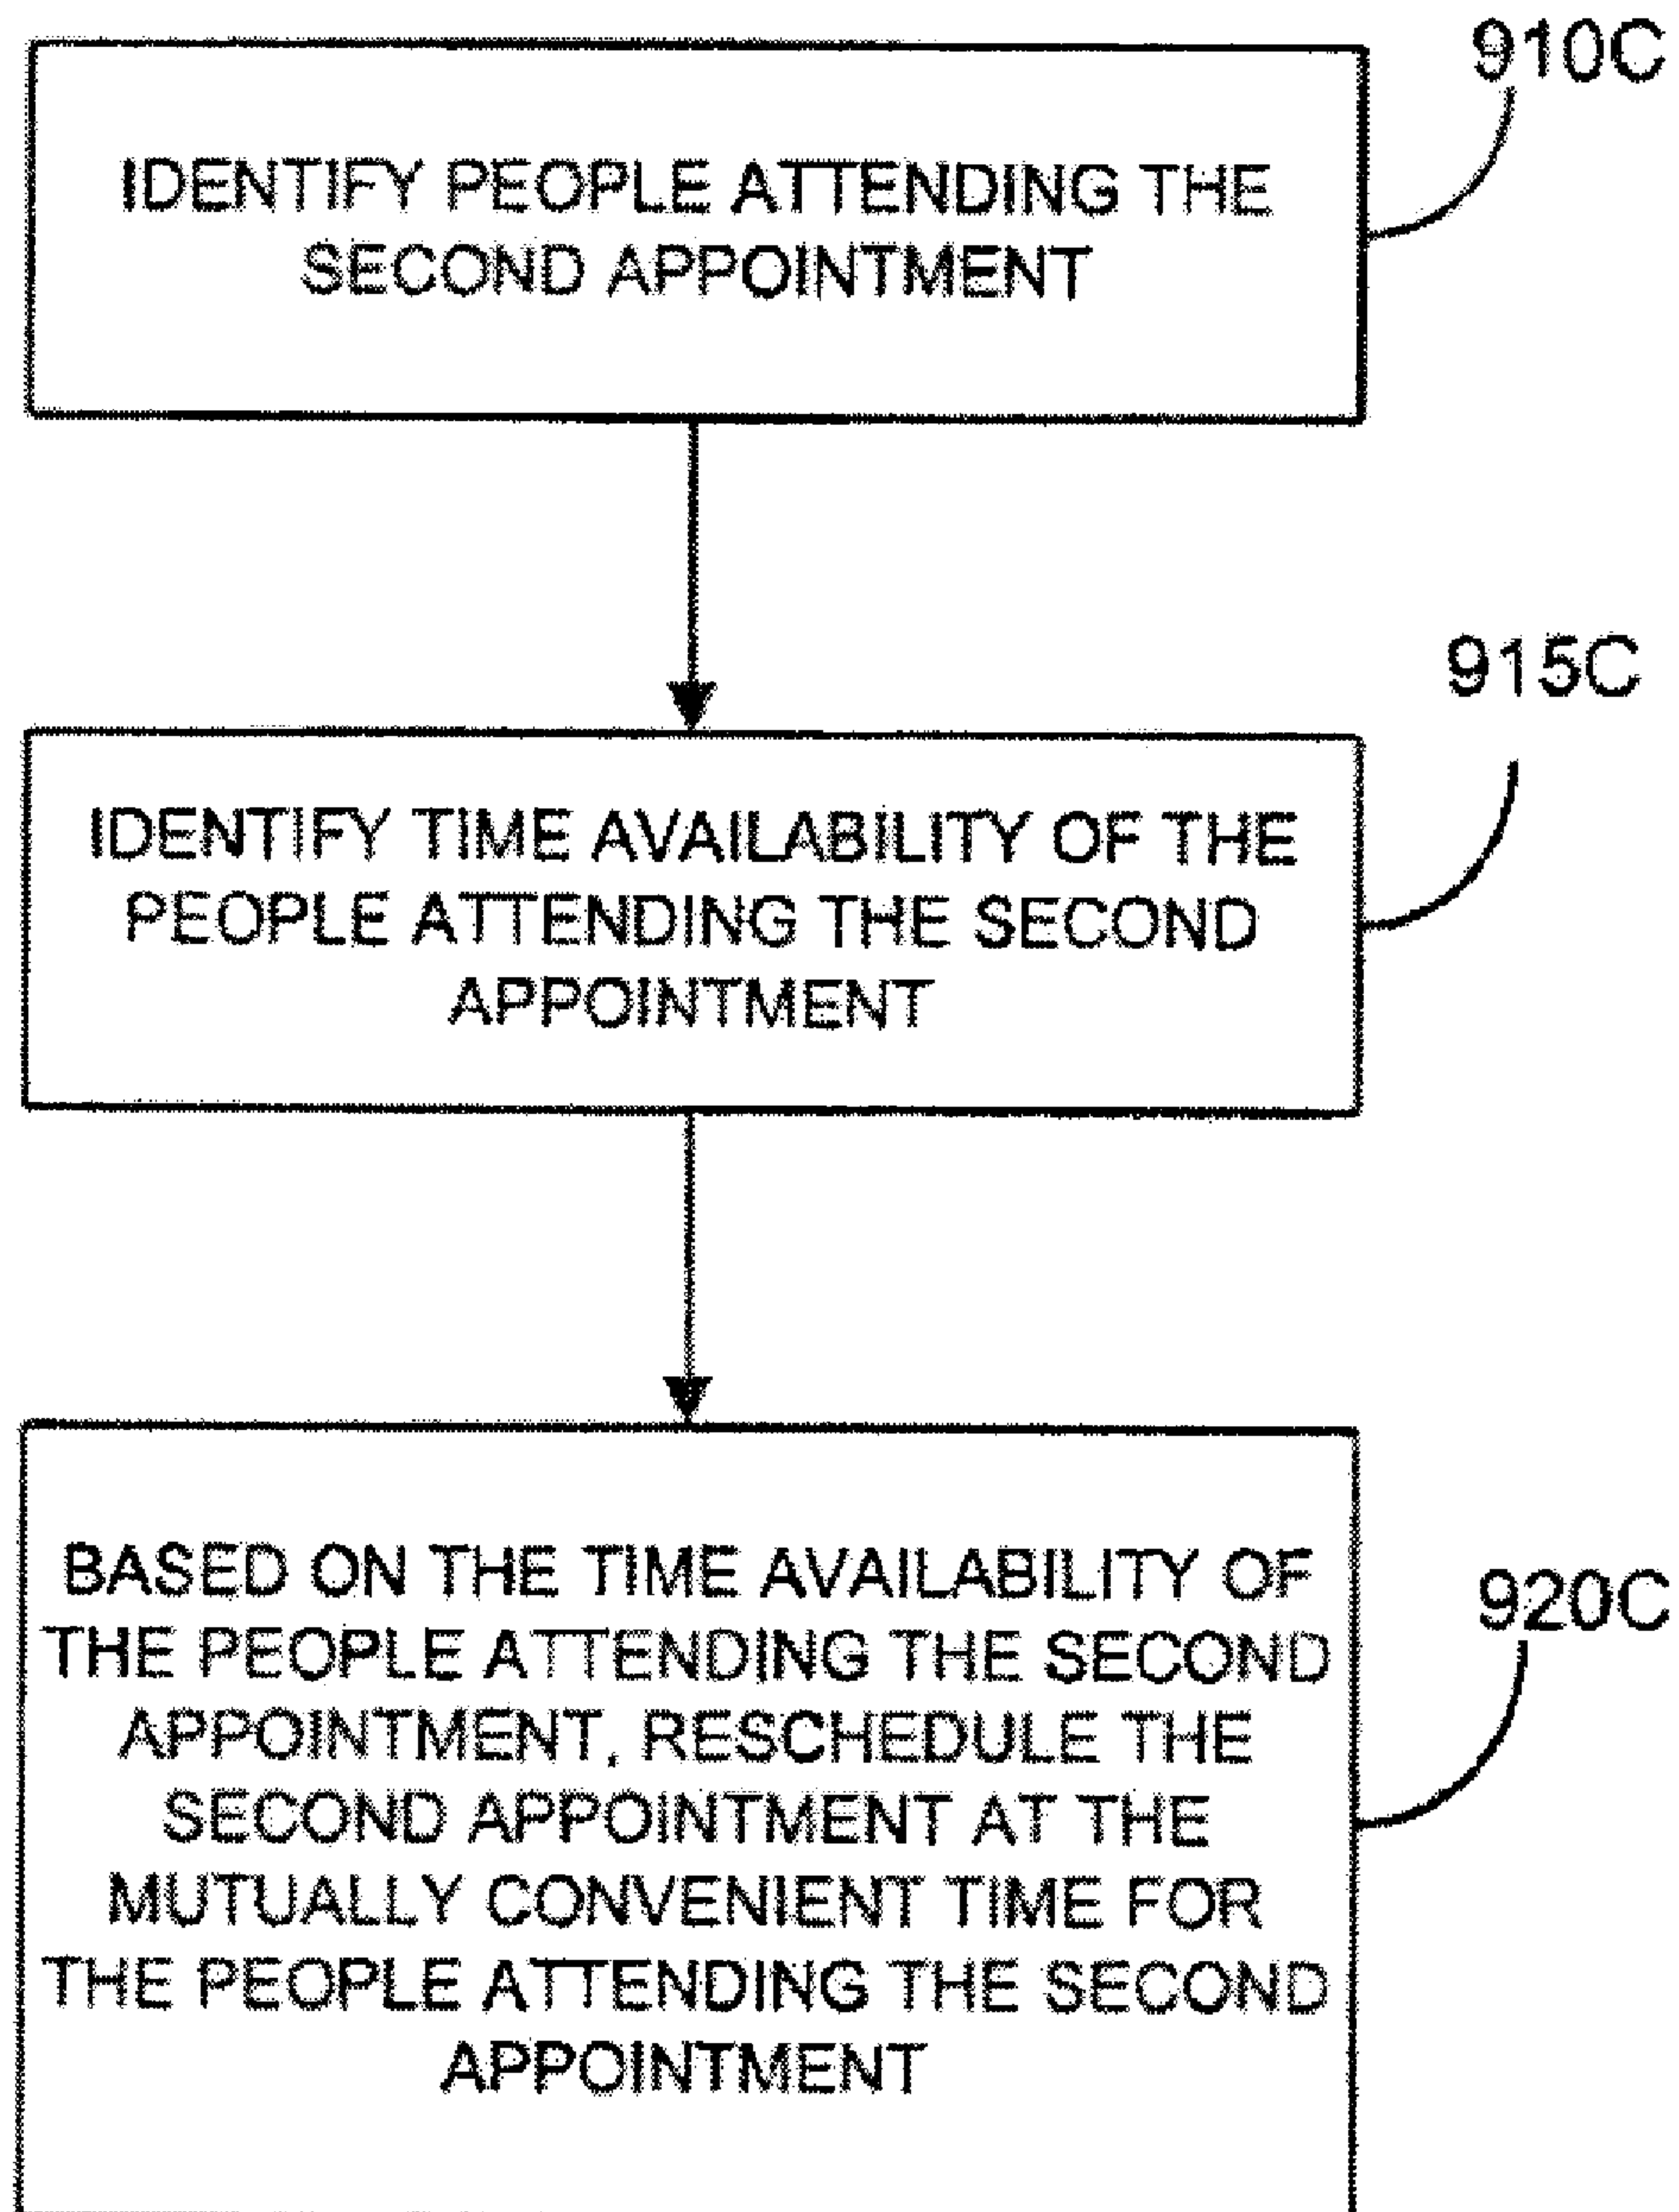 910C
IDENTIFY PEOPLE ATTENDING THE
SECOND APPOINTMENT
915C
IDENTIFY TIME AVAILABILITY OF THE
PEOPLE ATTENDING THE SECOND
APPOINTMENT
920C
BASED ON THE TIME AVAILABILITY OF
THE PEOPLE ATTENDING THE SECOND
APPOINTMENT, RESCHEDULE THE
SECOND APPOINTMENT AT THE
MUTUALLY CONVENIENT TIME FOR
THE PEOPLE ATTENDING THE SECOND
APPOINTMENT